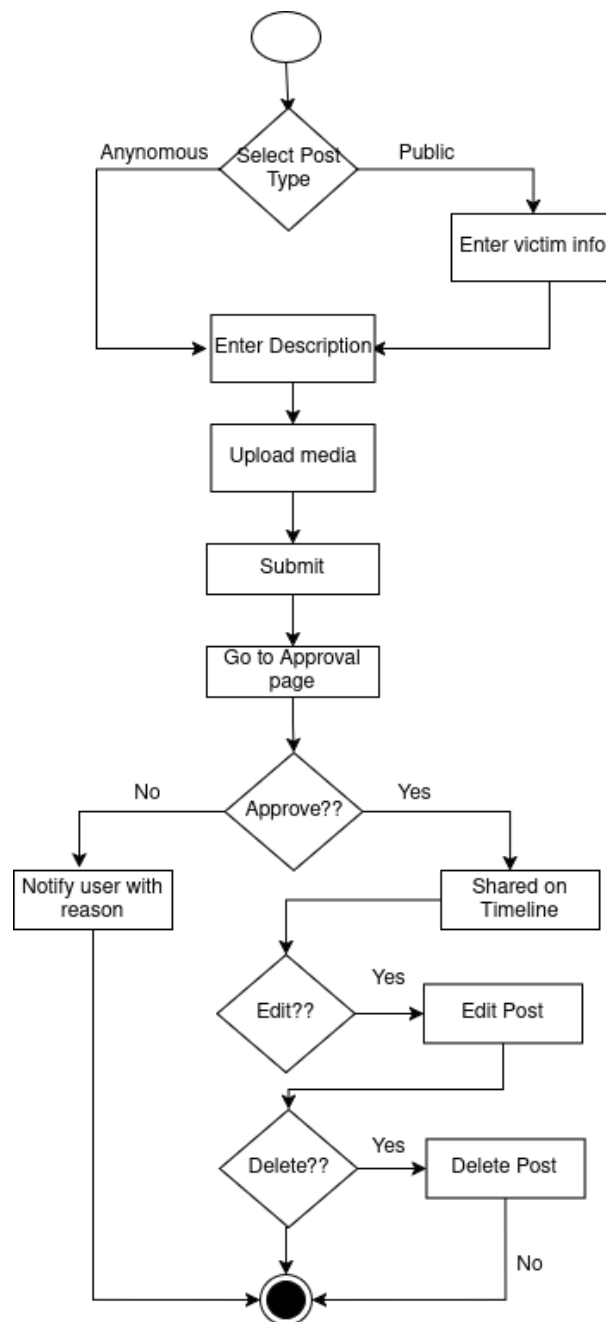 Anynomous
Select Post
Type
Public
Enter victim info
Enter Description
Upload media
Submit
Go to Approval
page
No
Approve??
Yes
Notify user with
reason
Shared on
Timeline
Edit??
Yes
Edit Post
Delete??
Yes
Delete Post
No